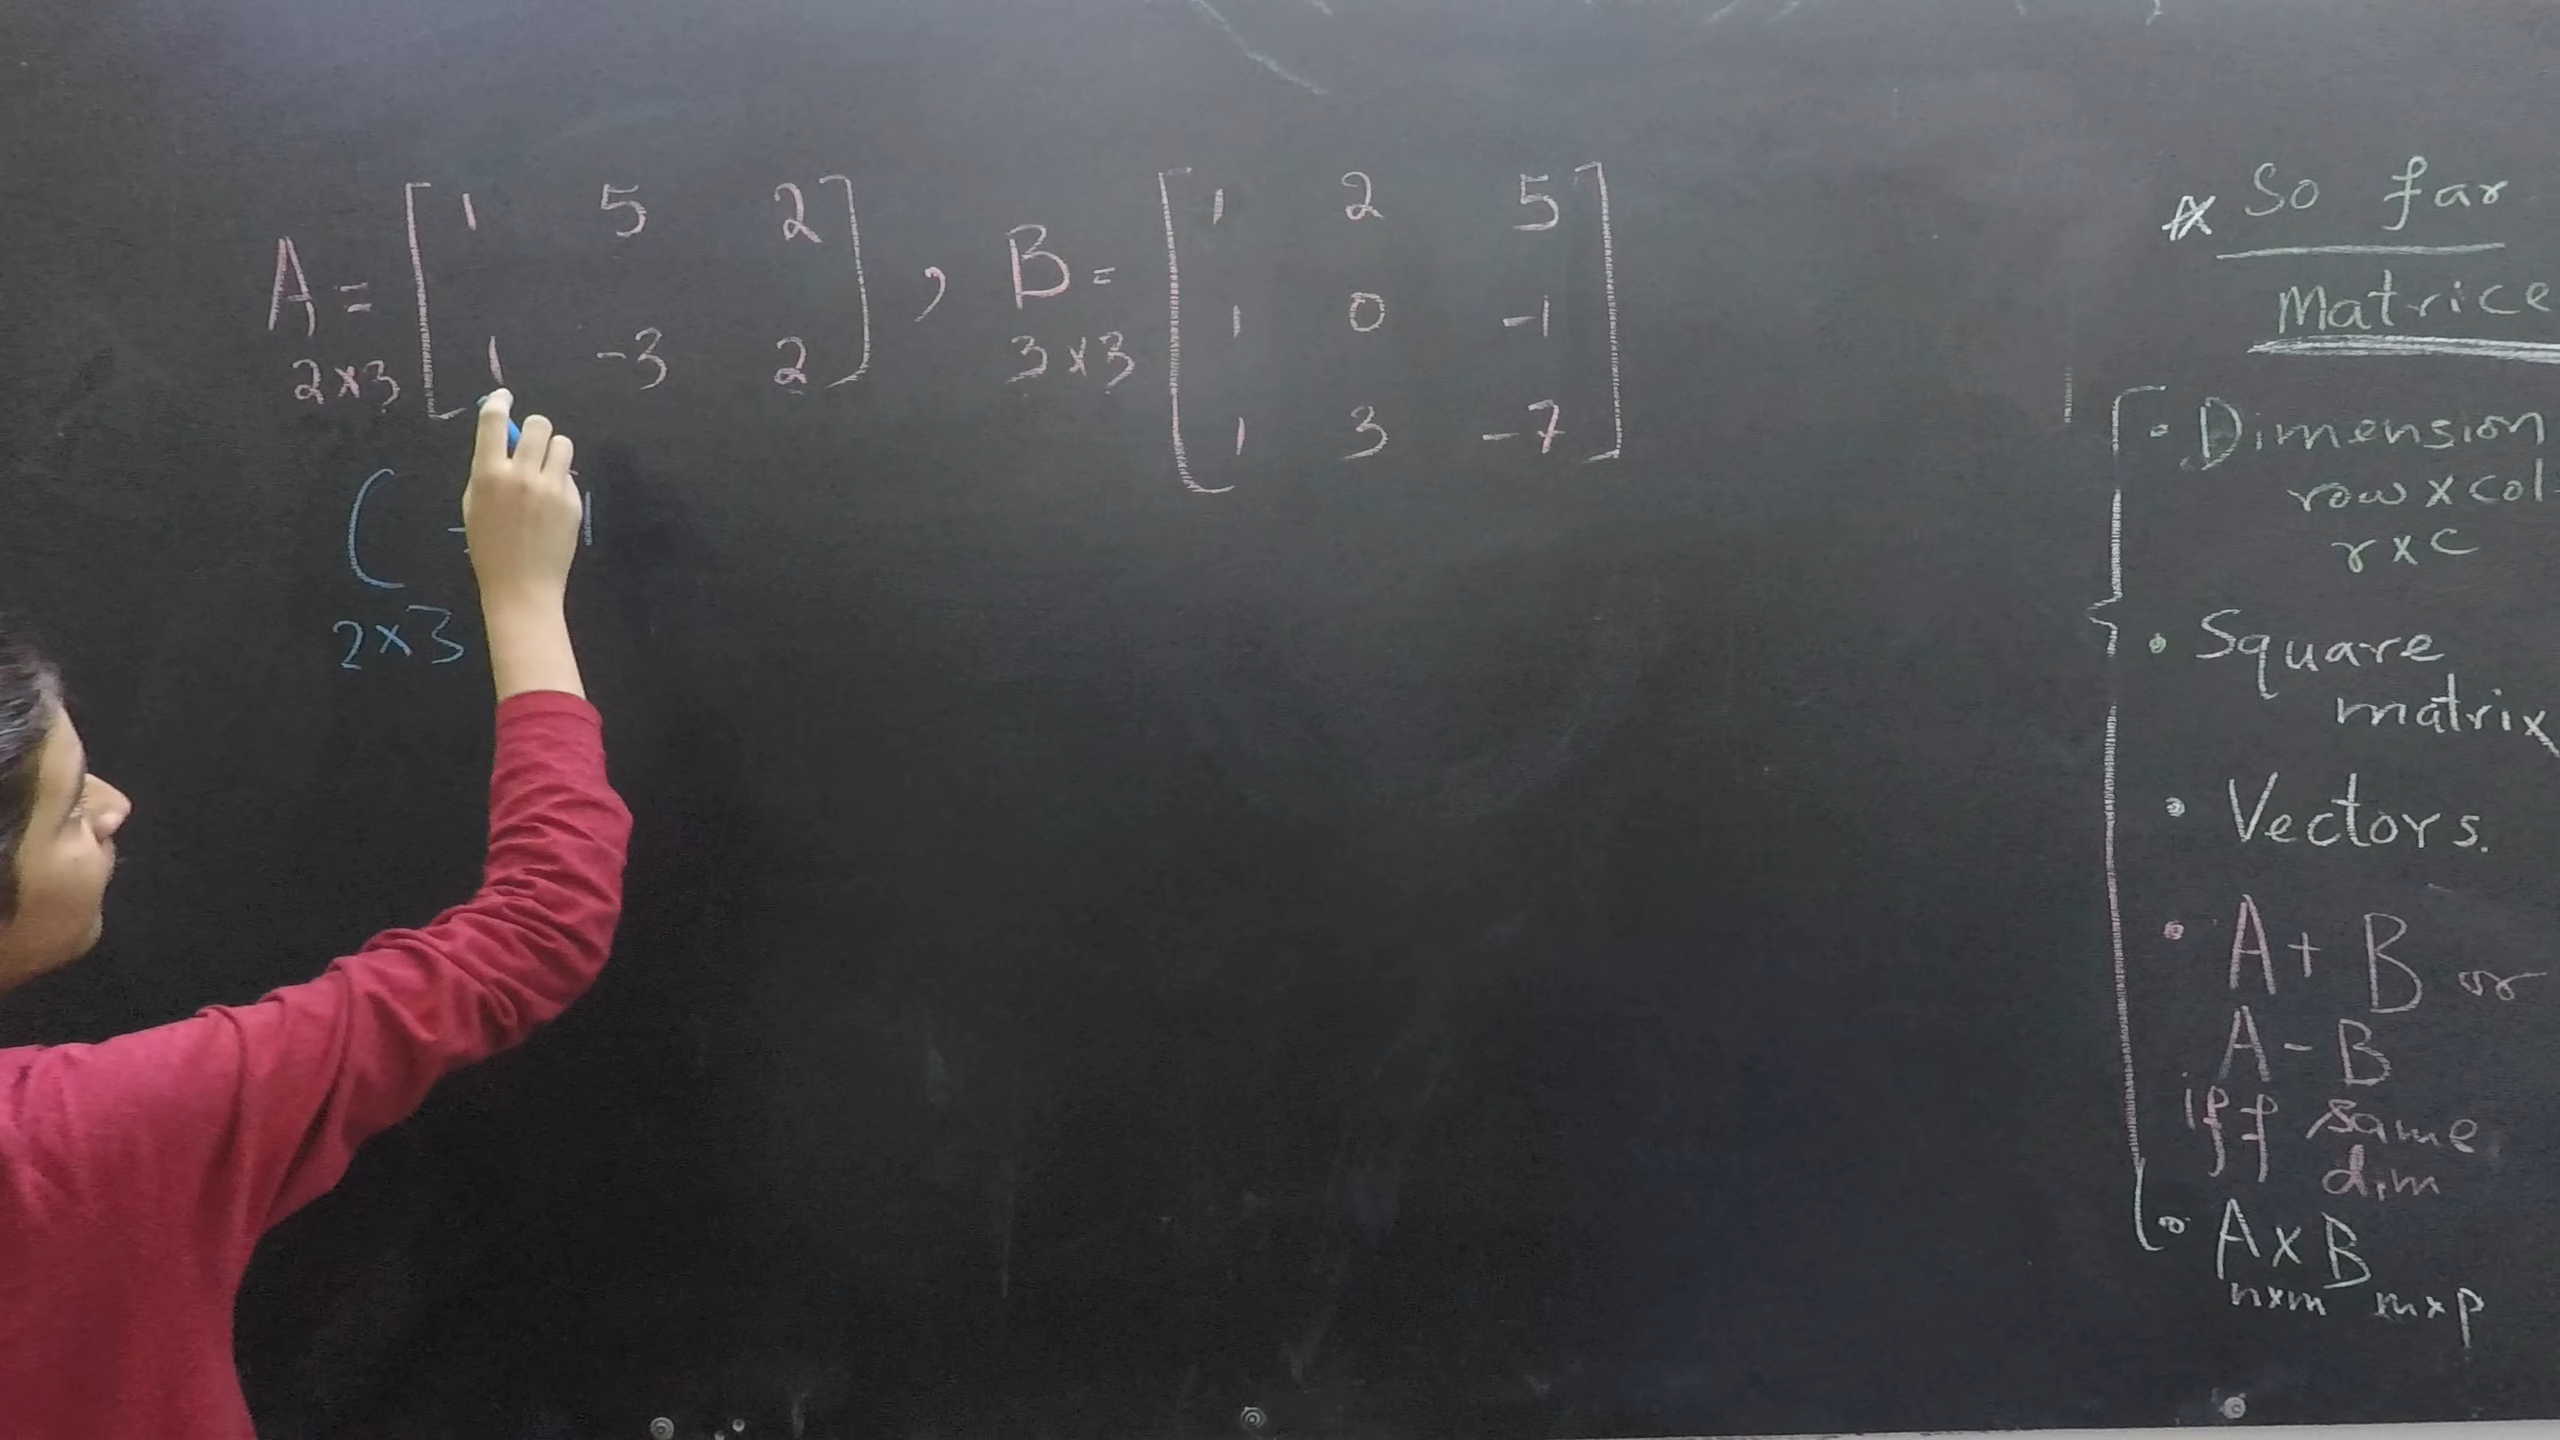 A = [ 1 5 2
1 -3 2 ]
2x3
, B = [ 1 2 5
1 0 -1
1 3 -7 ]
3x3
C =
2x3
So far
Matrice
• Dimension
row x col
r x c
• Square
matrix
• Vectors.
• A + B or
A - B
iff same
dim
• A x B
nxm mxp